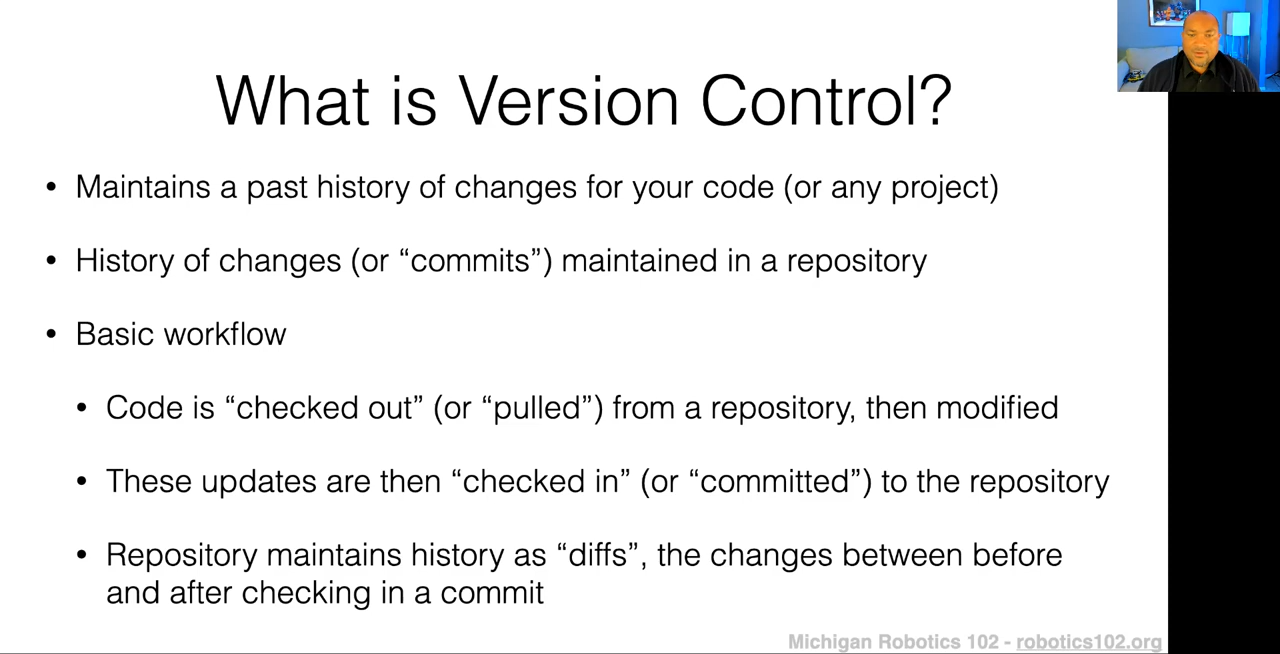 What is Version Control?
• Maintains a past history of changes for your code (or any project)
• History of changes (or “commits”) maintained in a repository
• Basic workflow
• Code is “checked out” (or “pulled”) from a repository, then modified
• These updates are then “checked in” (or “committed”) to the repository
• Repository maintains history as “diffs”, the changes between before
and after checking in a commit
Michigan Robotics 102 - robotics102.org